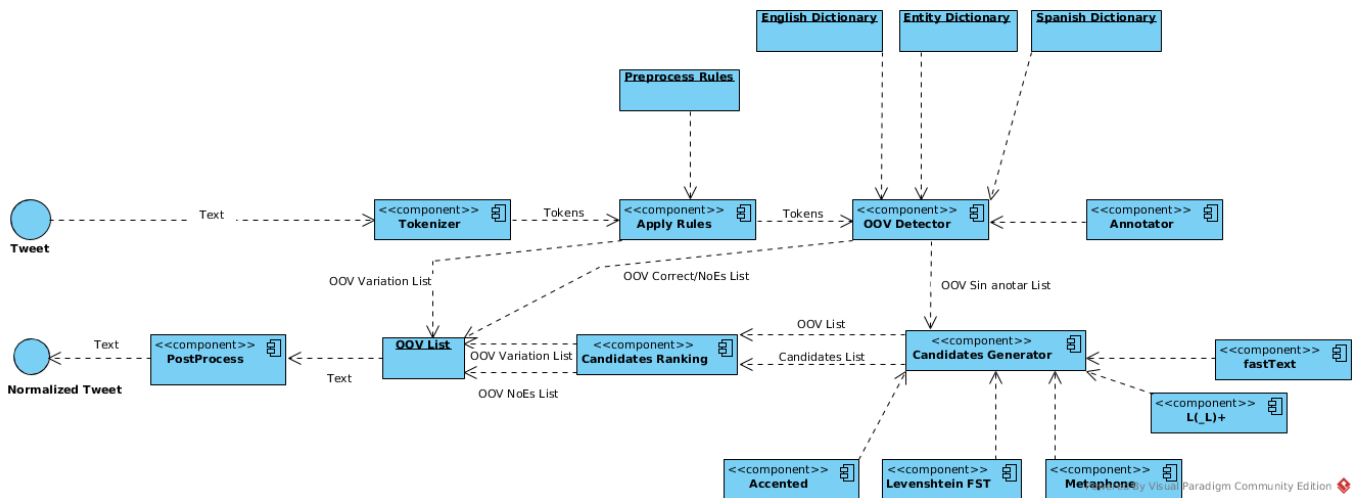 English Dictionary
Entity Dictionary
Spanish Dictionary
Preprocess Rules
Text
<<component>>
Tokenizer
Tokens
<<component>>
Apply Rules
Tokens
<<component>>
OOV Detector
<<component>>
Annotator
Tweet
OOV Variation List
OOV Correct/NoEs List
OOV Sin anotar List
Text
<<component>>
PostProcess
Text
OOV List
OOV Variation List
OOV NoEs List
<<component>>
Candidates Ranking
OOV List
Candidates List
<<component>>
Candidates Generator
<<component>>
fastText
Normalized Tweet
<<component>>
L(_L)+
<<component>>
Accented
<<component>>
Levenshtein FST
<<component>>
Metaphone
Powered By Visual Paradigm Community Edition